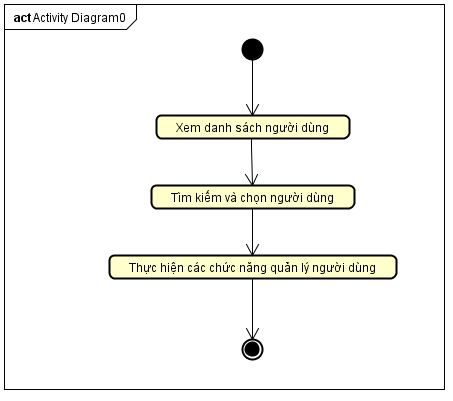 act Activity Diagram0
Xem danh sách người dùng
Tìm kiếm và chọn người dùng
Thực hiện các chức năng quản lý người dùng